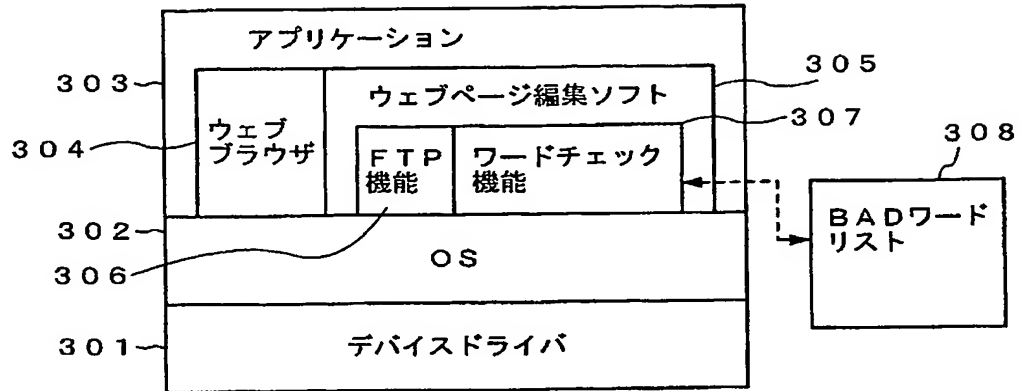 アプリケーション
303
305
ウェブページ編集ソフト
307
ウェブ
ブラウザ
304
FTP
機能
ワードチェック
機能
308
BADワード
リスト
302
306
OS
301
デバイスドライバ